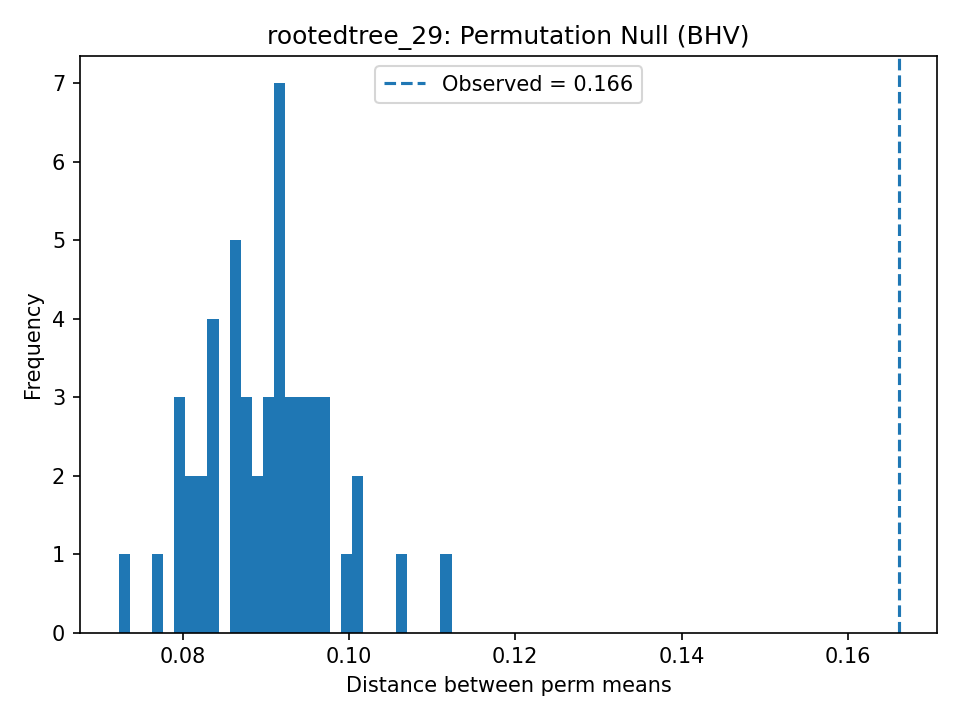 rootedtree_29: Permutation Null (BHV)
Observed = 0.166
Frequency
7
6
5
4
3
2
1
0
0.08 0.10 0.12 0.14 0.16
Distance between perm means